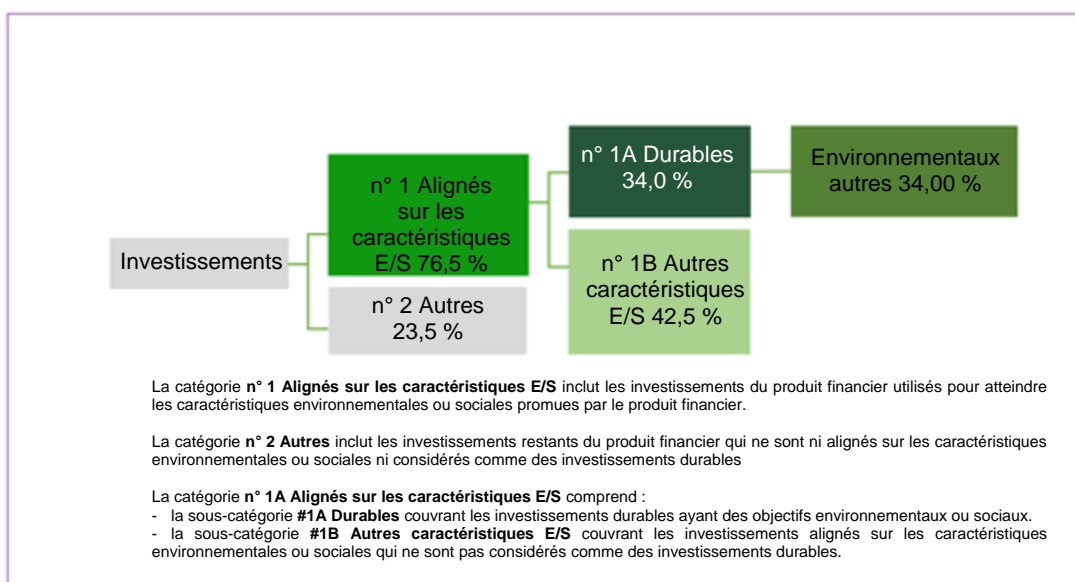 Investissements
n° 1 Alignés
sur les
caractéristiques
E/S 76,5 %
n° 2 Autres
23,5 %
n° 1A Durables
34,0 %
n° 1B Autres
caractéristiques
E/S 42,5 %
Environnementaux
autres 34,00 %
La catégorie n° 1 Alignés sur les caractéristiques E/S inclut les investissements du produit financier utilisés pour atteindre
les caractéristiques environnementales ou sociales promues par le produit financier.
La catégorie n° 2 Autres inclut les investissements restants du produit financier qui ne sont ni alignés sur les caractéristiques
environnementales ou sociales ni considérés comme des investissements durables
La catégorie n° 1A Alignés sur les caractéristiques E/S comprend :
- la sous-catégorie #1A Durables couvrant les investissements durables ayant des objectifs environnementaux ou sociaux.
- la sous-catégorie #1B Autres caractéristiques E/S couvrant les investissements alignés sur les caractéristiques
environnementales ou sociales qui ne sont pas considérés comme des investissements durables.